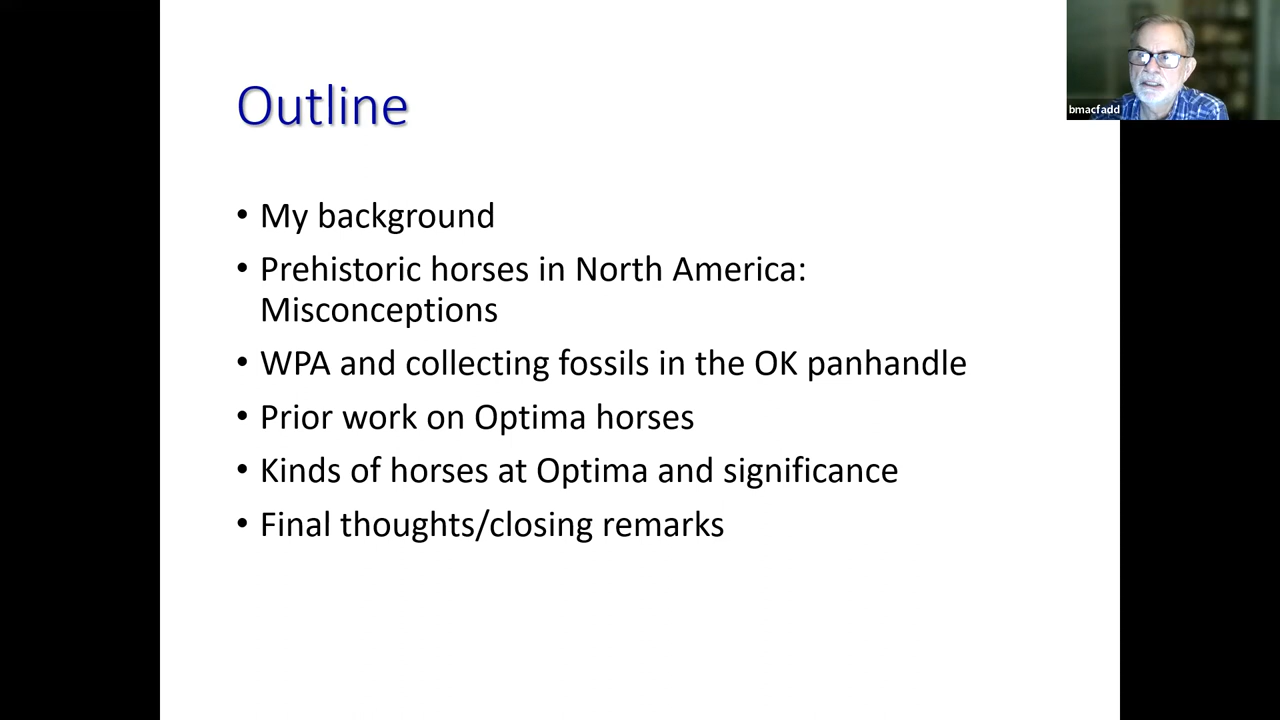 Outline
bmacfadd
• My background
• Prehistoric horses in North America:
Misconceptions
• WPA and collecting fossils in the OK panhandle
• Prior work on Optima horses
• Kinds of horses at Optima and significance
• Final thoughts/closing remarks